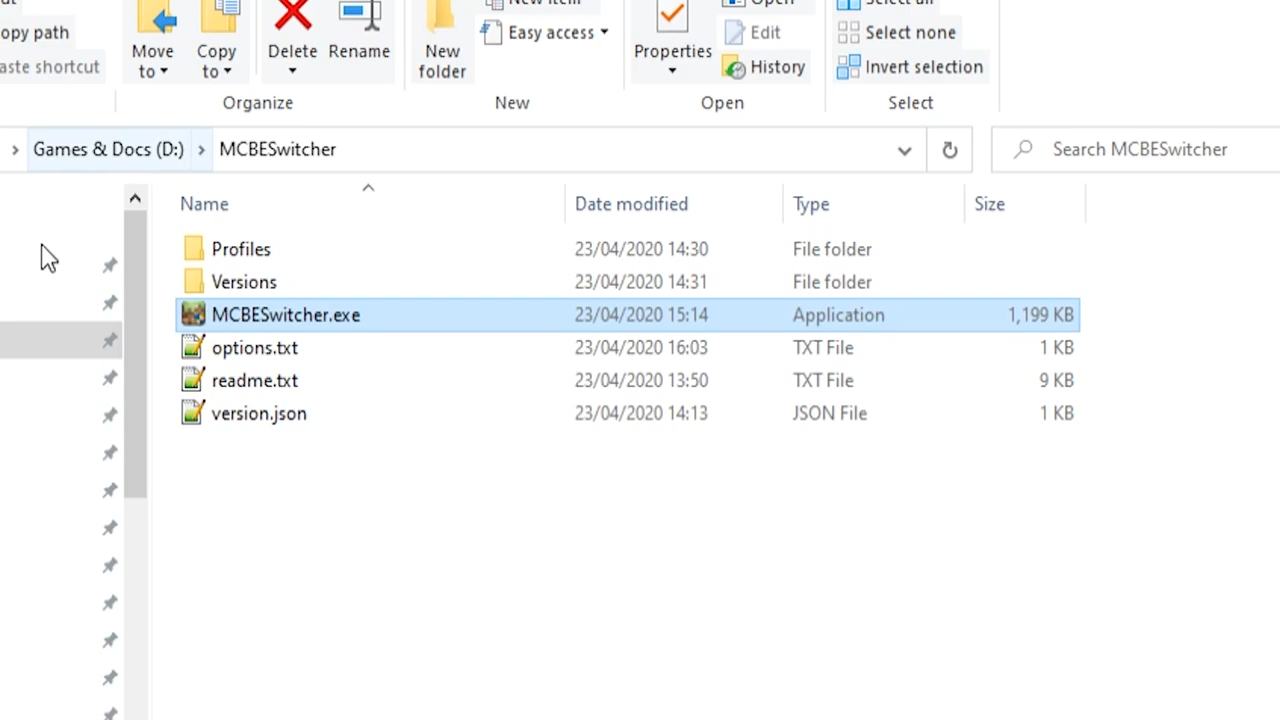 opy path
aste shortcut
Move to
Copy to
Delete
Rename
New folder
Easy access
Properties
Open
Edit
History
Select all
Select none
Invert selection
Organize
New
Open
Select
Games & Docs (D:)
MCBESwitcher
Search MCBESwitcher
Name
Date modified
Type
Size
Profiles 23/04/2020 14:30 File folder
Versions 23/04/2020 14:31 File folder
MCBESwitcher.exe 23/04/2020 15:14 Application 1,199 KB
options.txt 23/04/2020 16:03 TXT File 1 KB
readme.txt 23/04/2020 13:50 TXT File 9 KB
version.json 23/04/2020 14:13 JSON File 1 KB